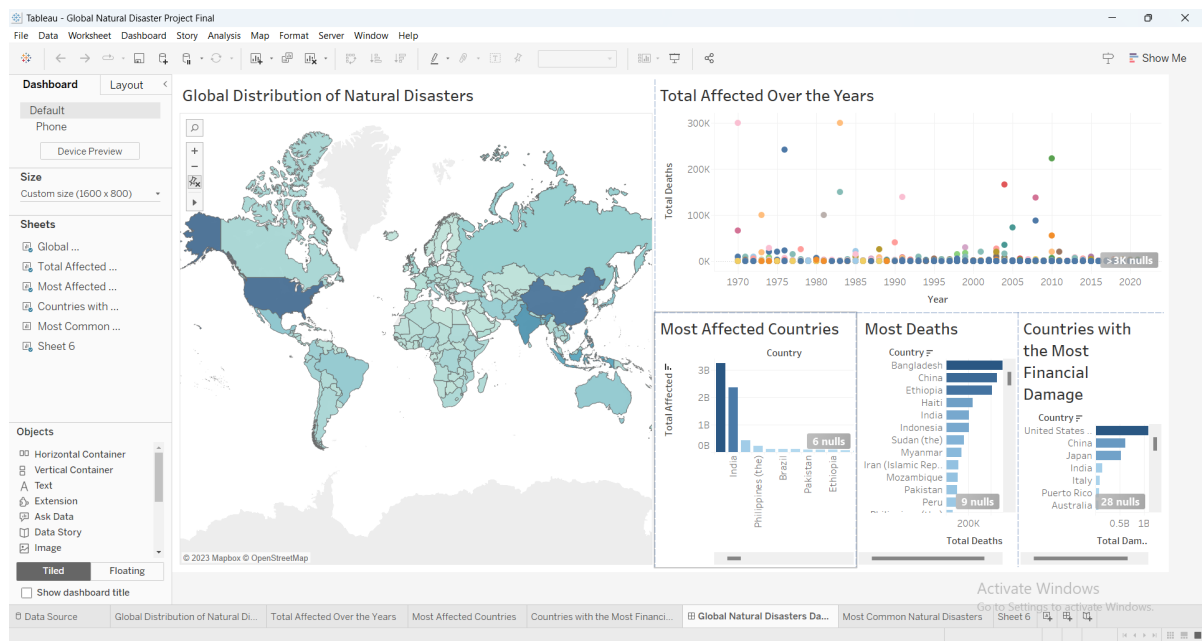 Tableau - Global Natural Disaster Project Final
File Data Worksheet Dashboard Story Analysis Map Format Server Window Help
Show Me
Dashboard Layout
Default
Phone
Device Preview
Size
Custom size (1600 x 800)
Sheets
Global ...
Total Affected ...
Most Affected ...
Countries with ...
Most Common ...
Sheet 6
Objects
Horizontal Container
Vertical Container
Text
Extension
Ask Data
Data Story
Image
Tiled Floating
Show dashboard title
Global Distribution of Natural Disasters
© 2023 Mapbox © OpenStreetMap
Total Affected Over the Years
Total Deaths
300K
200K
100K
0K
>3K nulls
1970 1975 1980 1985 1990 1995 2000 2005 2010 2015 2020
Year
Most Affected Countries
Country
Total Affected
3B
2B
1B
0B
6 nulls
India
Philippines (the)
Brazil
Pakistan
Ethiopia
Most Deaths
Country
Bangladesh
China
Ethiopia
Haiti
India
Indonesia
Sudan (the)
Myanmar
Iran (Islamic Rep...
Mozambique
Pakistan
Peru
9 nulls
200K
Total Deaths
Countries with
the Most
Financial
Damage
Country
United States ..
China
Japan
India
Italy
Puerto Rico
Australia
28 nulls
0.5B 1B
Total Dam..
Activate Windows
Go to Settings to activate Windows.
Data Source Global Distribution of Natural Di... Total Affected Over the Years Most Affected Countries Countries with the Most Financi... Global Natural Disasters Da... Most Common Natural Disasters Sheet 6